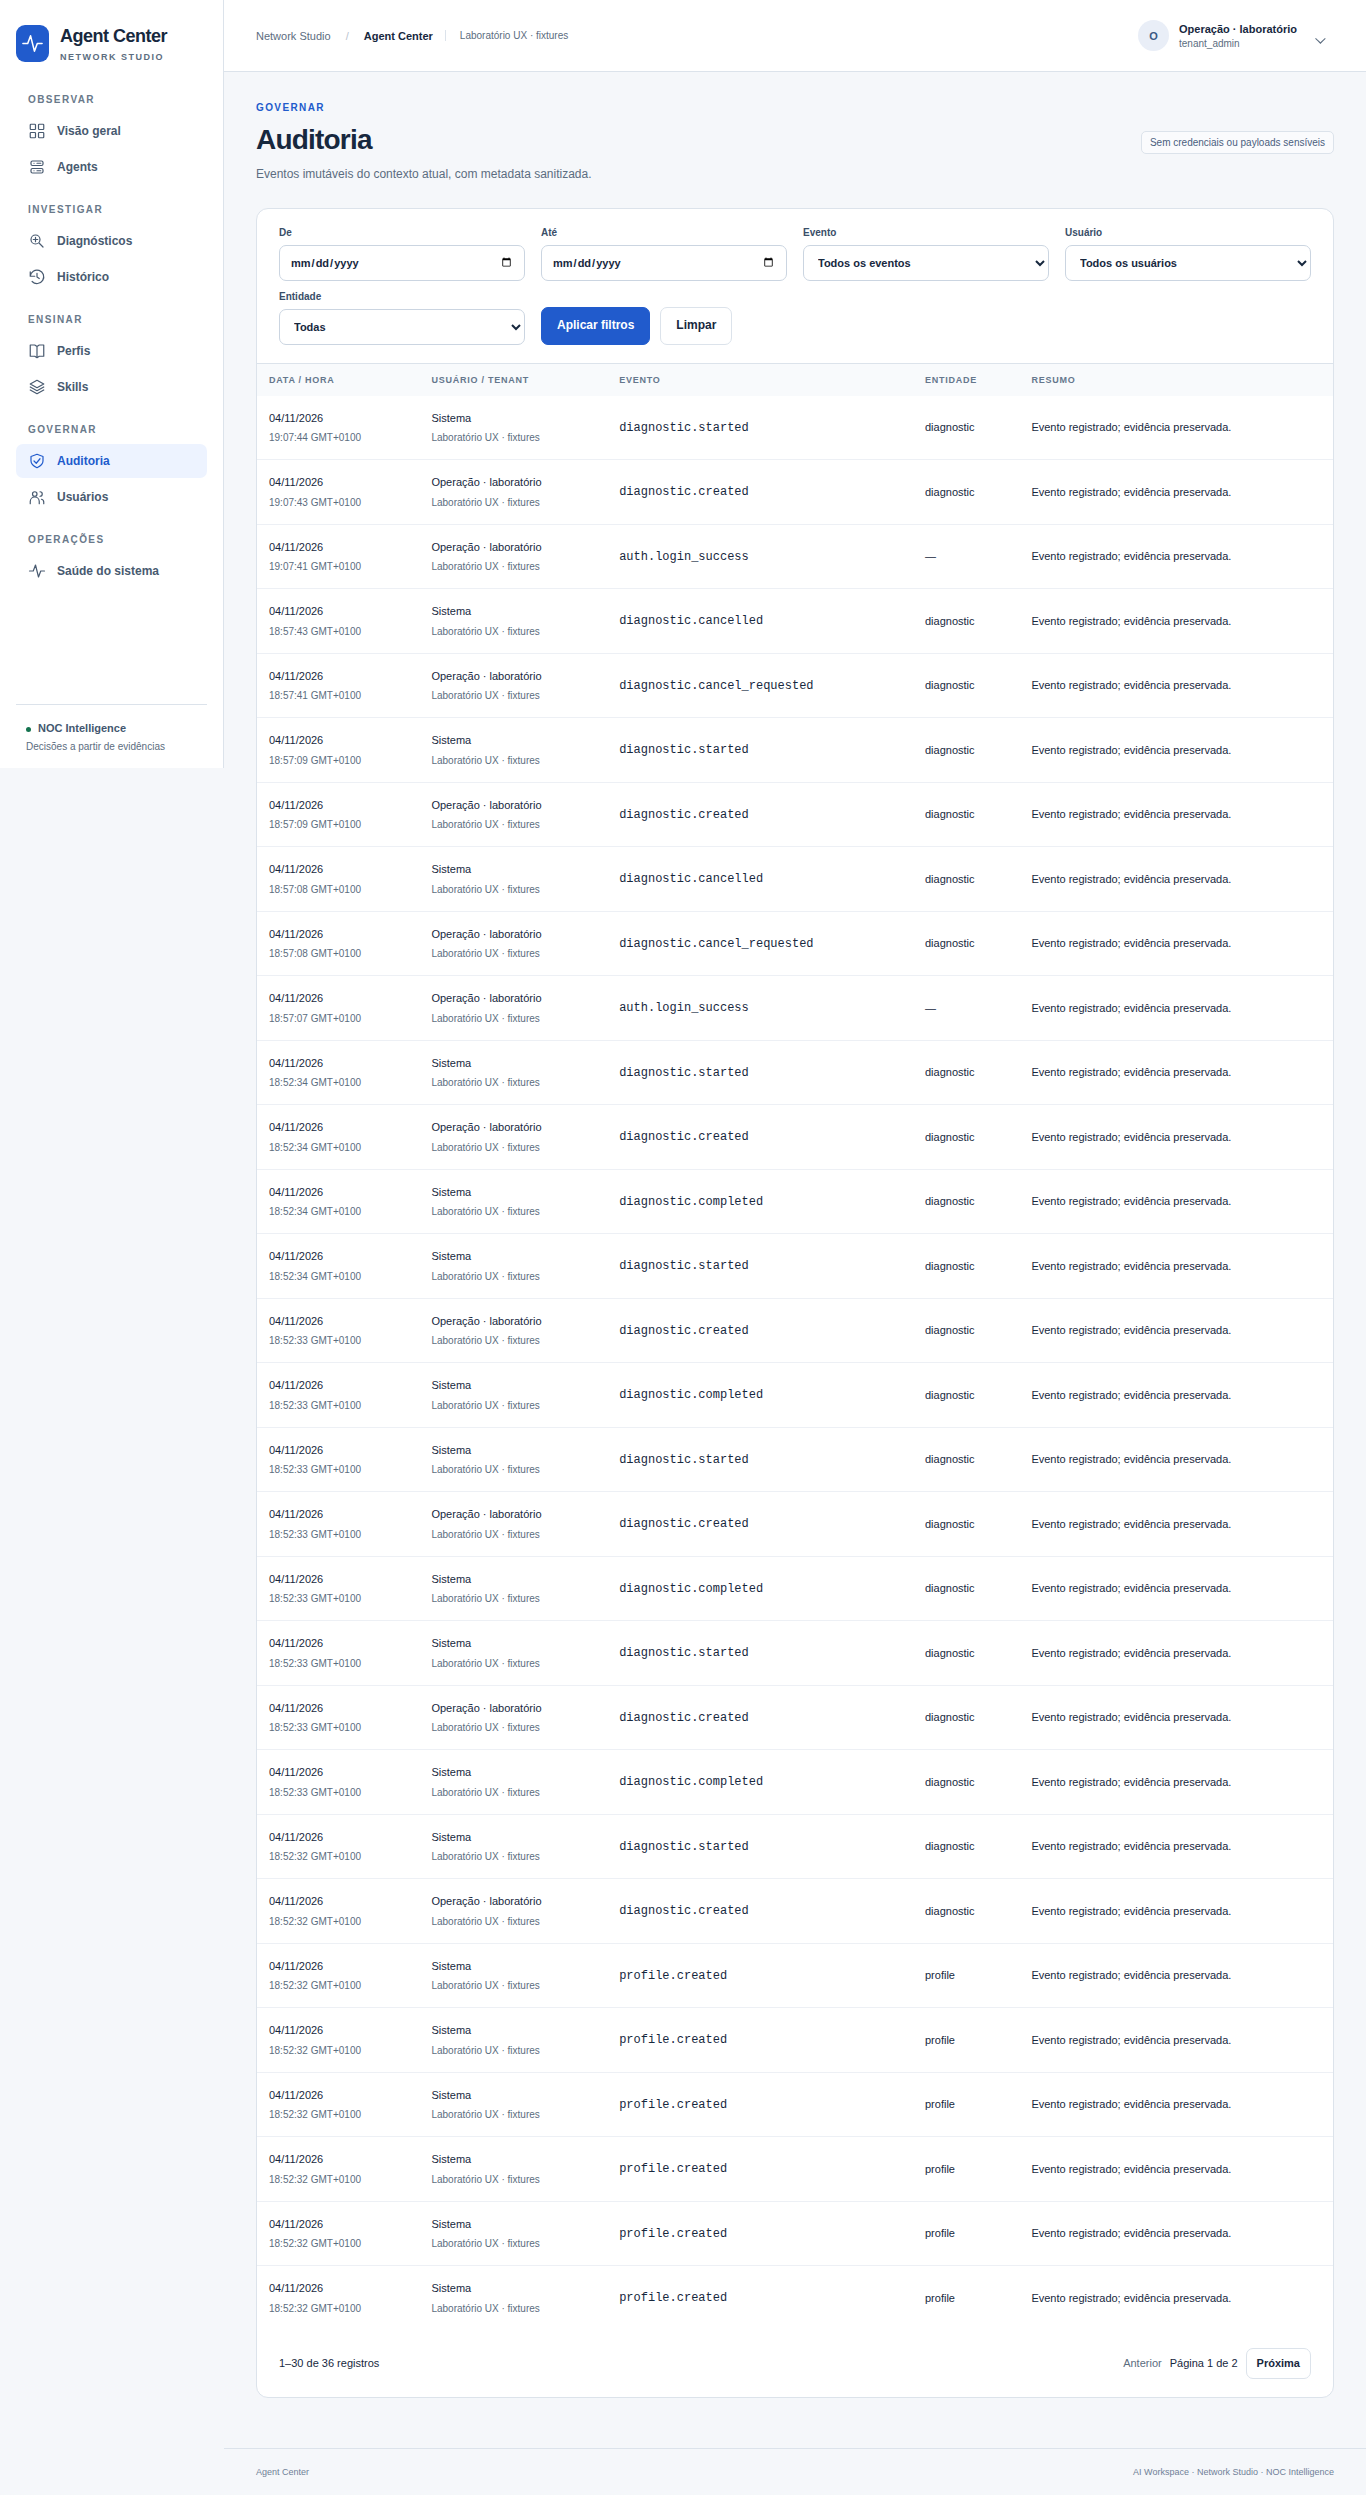 Agent Center
NETWORK STUDIO
OBSERVAR
Visão geral
Agents
INVESTIGAR
Diagnósticos
Histórico
ENSINAR
Perfis
Skills
GOVERNAR
Auditoria
Usuários
OPERAÇÕES
Saúde do sistema
NOC Intelligence
Decisões a partir de evidências
Network Studio / Agent Center Laboratório UX · fixtures
O Operação · laboratório
tenant_admin
GOVERNAR
Auditoria
Eventos imutáveis do contexto atual, com metadata sanitizada.
Sem credenciais ou payloads sensíveis
De Até Evento Usuário
mm/dd/yyyy mm/dd/yyyy Todos os eventos Todos os usuários
Entidade
Todas Aplicar filtros Limpar
DATA / HORA USUÁRIO / TENANT EVENTO ENTIDADE RESUMO
04/11/2026 Sistema
19:07:44 GMT+0100 Laboratório UX · fixtures diagnostic.started diagnostic Evento registrado; evidência preservada.
04/11/2026 Operação · laboratório
19:07:43 GMT+0100 Laboratório UX · fixtures diagnostic.created diagnostic Evento registrado; evidência preservada.
04/11/2026 Operação · laboratório
19:07:41 GMT+0100 Laboratório UX · fixtures auth.login_success — Evento registrado; evidência preservada.
04/11/2026 Sistema
18:57:43 GMT+0100 Laboratório UX · fixtures diagnostic.cancelled diagnostic Evento registrado; evidência preservada.
04/11/2026 Operação · laboratório
18:57:41 GMT+0100 Laboratório UX · fixtures diagnostic.cancel_requested diagnostic Evento registrado; evidência preservada.
04/11/2026 Sistema
18:57:09 GMT+0100 Laboratório UX · fixtures diagnostic.started diagnostic Evento registrado; evidência preservada.
04/11/2026 Operação · laboratório
18:57:09 GMT+0100 Laboratório UX · fixtures diagnostic.created diagnostic Evento registrado; evidência preservada.
04/11/2026 Sistema
18:57:08 GMT+0100 Laboratório UX · fixtures diagnostic.cancelled diagnostic Evento registrado; evidência preservada.
04/11/2026 Operação · laboratório
18:57:08 GMT+0100 Laboratório UX · fixtures diagnostic.cancel_requested diagnostic Evento registrado; evidência preservada.
04/11/2026 Operação · laboratório
18:57:07 GMT+0100 Laboratório UX · fixtures auth.login_success — Evento registrado; evidência preservada.
04/11/2026 Sistema
18:52:34 GMT+0100 Laboratório UX · fixtures diagnostic.started diagnostic Evento registrado; evidência preservada.
04/11/2026 Operação · laboratório
18:52:34 GMT+0100 Laboratório UX · fixtures diagnostic.created diagnostic Evento registrado; evidência preservada.
04/11/2026 Sistema
18:52:34 GMT+0100 Laboratório UX · fixtures diagnostic.completed diagnostic Evento registrado; evidência preservada.
04/11/2026 Sistema
18:52:34 GMT+0100 Laboratório UX · fixtures diagnostic.started diagnostic Evento registrado; evidência preservada.
04/11/2026 Operação · laboratório
18:52:33 GMT+0100 Laboratório UX · fixtures diagnostic.created diagnostic Evento registrado; evidência preservada.
04/11/2026 Sistema
18:52:33 GMT+0100 Laboratório UX · fixtures diagnostic.completed diagnostic Evento registrado; evidência preservada.
04/11/2026 Sistema
18:52:33 GMT+0100 Laboratório UX · fixtures diagnostic.started diagnostic Evento registrado; evidência preservada.
04/11/2026 Operação · laboratório
18:52:33 GMT+0100 Laboratório UX · fixtures diagnostic.created diagnostic Evento registrado; evidência preservada.
04/11/2026 Sistema
18:52:33 GMT+0100 Laboratório UX · fixtures diagnostic.completed diagnostic Evento registrado; evidência preservada.
04/11/2026 Sistema
18:52:33 GMT+0100 Laboratório UX · fixtures diagnostic.started diagnostic Evento registrado; evidência preservada.
04/11/2026 Operação · laboratório
18:52:33 GMT+0100 Laboratório UX · fixtures diagnostic.created diagnostic Evento registrado; evidência preservada.
04/11/2026 Sistema
18:52:33 GMT+0100 Laboratório UX · fixtures diagnostic.completed diagnostic Evento registrado; evidência preservada.
04/11/2026 Sistema
18:52:32 GMT+0100 Laboratório UX · fixtures diagnostic.started diagnostic Evento registrado; evidência preservada.
04/11/2026 Operação · laboratório
18:52:32 GMT+0100 Laboratório UX · fixtures diagnostic.created diagnostic Evento registrado; evidência preservada.
04/11/2026 Sistema
18:52:32 GMT+0100 Laboratório UX · fixtures profile.created profile Evento registrado; evidência preservada.
04/11/2026 Sistema
18:52:32 GMT+0100 Laboratório UX · fixtures profile.created profile Evento registrado; evidência preservada.
04/11/2026 Sistema
18:52:32 GMT+0100 Laboratório UX · fixtures profile.created profile Evento registrado; evidência preservada.
04/11/2026 Sistema
18:52:32 GMT+0100 Laboratório UX · fixtures profile.created profile Evento registrado; evidência preservada.
04/11/2026 Sistema
18:52:32 GMT+0100 Laboratório UX · fixtures profile.created profile Evento registrado; evidência preservada.
04/11/2026 Sistema
18:52:32 GMT+0100 Laboratório UX · fixtures profile.created profile Evento registrado; evidência preservada.
1–30 de 36 registros Anterior Página 1 de 2 Próxima
Agent Center AI Workspace · Network Studio · NOC Intelligence